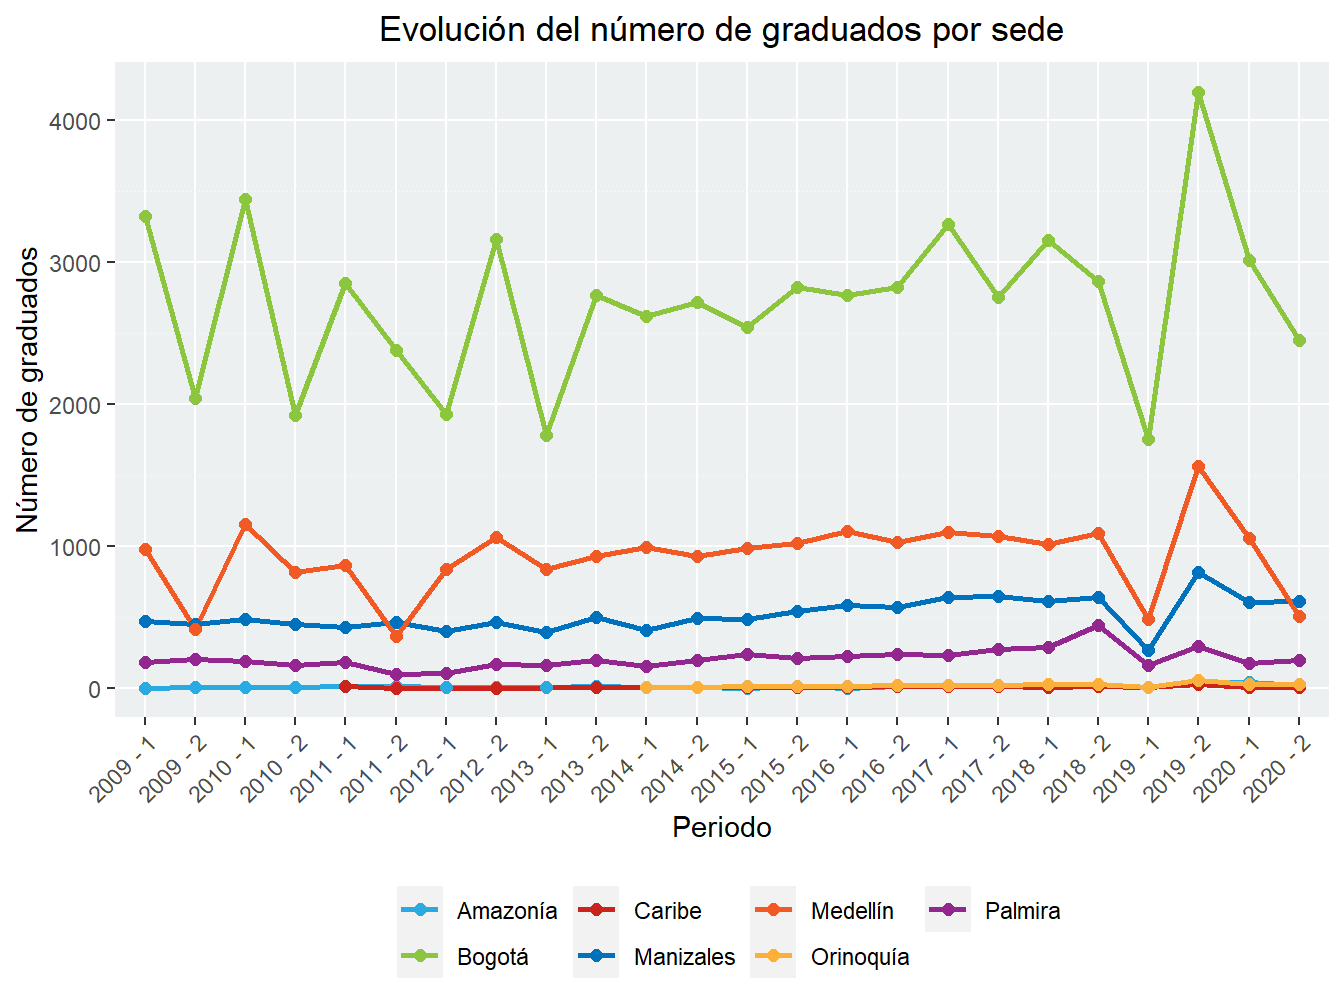 Evolución del número de graduados por sede
Número de graduados
4000
3000
2000
1000
0
2009 - 1
2009 - 2
2010 - 1
2010 - 2
2011 - 1
2011 - 2
2012 - 1
2012 - 2
2013 - 1
2013 - 2
2014 - 1
2014 - 2
2015 - 1
2015 - 2
2016 - 1
2016 - 2
2017 - 1
2017 - 2
2018 - 1
2018 - 2
2019 - 1
2019 - 2
2020 - 1
2020 - 2
Periodo
Amazonía Caribe Medellín Palmira
Bogotá Manizales Orinoquía